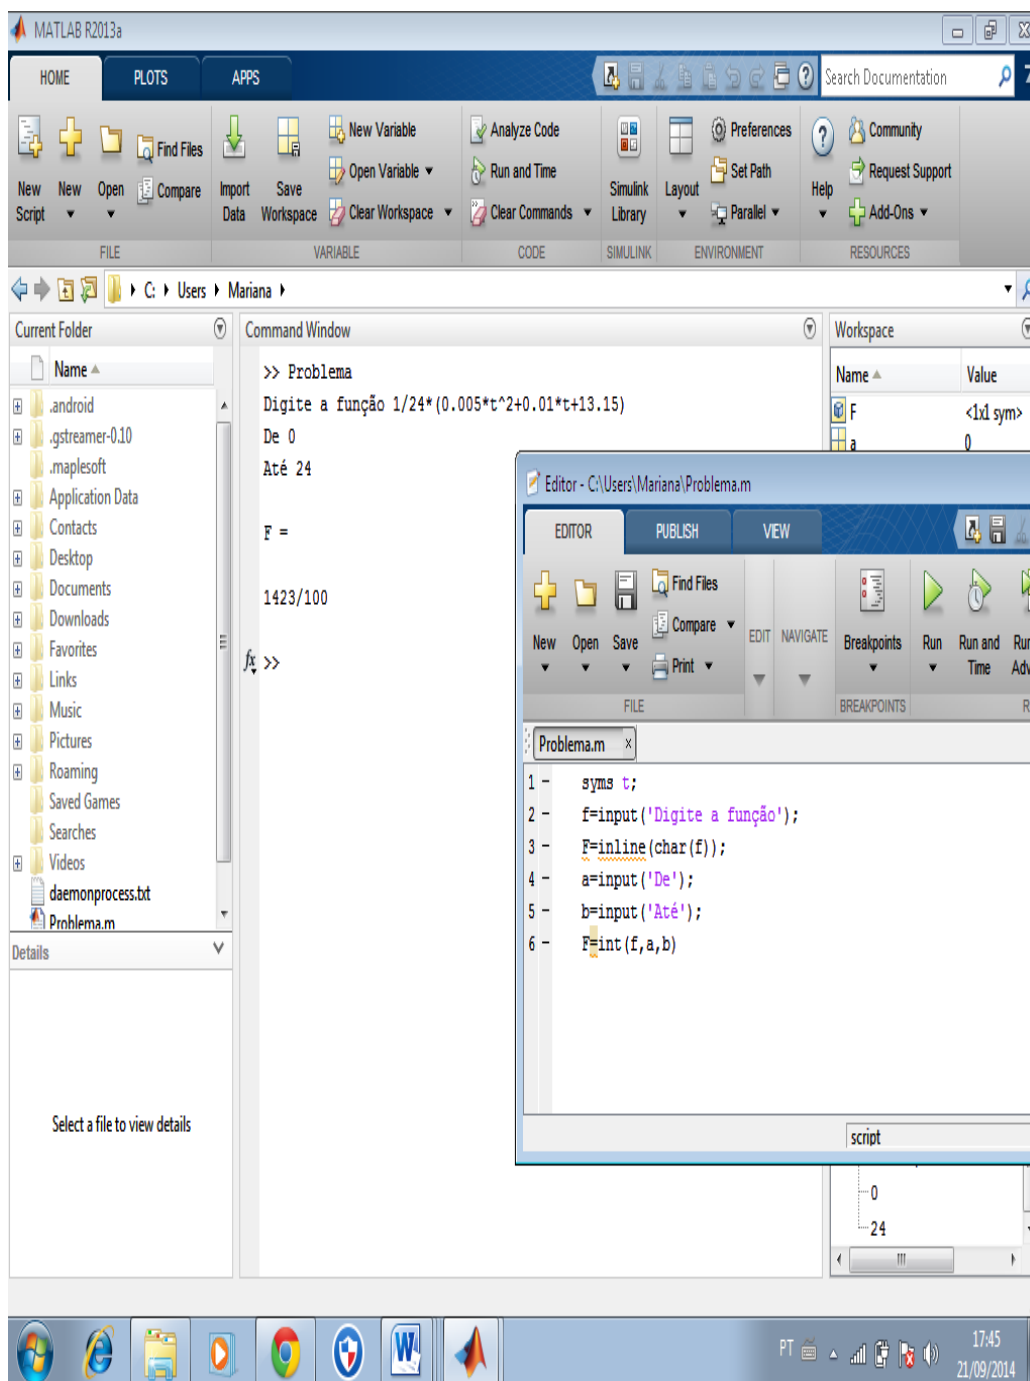 MATLAB R2013a
HOME PLOTS APPS
Search Documentation
New Script
New
Open
Find Files
Compare
Import Data
Save Workspace
New Variable
Open Variable
Clear Workspace
Analyze Code
Run and Time
Clear Commands
Simulink Library
Layout
Preferences
Set Path
Parallel
Help
Community
Request Support
Add-Ons
FILE VARIABLE CODE SIMULINK ENVIRONMENT RESOURCES
C: Users Mariana
Current Folder
Name
.android
.gstreamer-0.10
.maplesoft
Application Data
Contacts
Desktop
Documents
Downloads
Favorites
Links
Music
Pictures
Roaming
Saved Games
Searches
Videos
daemonprocess.txt
Problema.m
Details
Select a file to view details
Command Window
>> Problema
Digite a função 1/24*(0.005*t^2+0.01*t+13.15)
De 0
Até 24
F =
1423/100
fx >>
Workspace
Name Value
F <1x1 sym>
a 0
Editor - C:\Users\Mariana\Problema.m
EDITOR PUBLISH VIEW
New
Open
Save
Find Files
Compare
Print
EDIT
NAVIGATE
Breakpoints
Run
Run and Time
FILE BREAKPOINTS
Problema.m ×
1 – syms t;
2 – f=input('Digite a função');
3 – F=inline(char(f));
4 – a=input('De');
5 – b=input('Até');
6 – F=int(f,a,b)
script
0
24
PT
17:45
21/09/2014